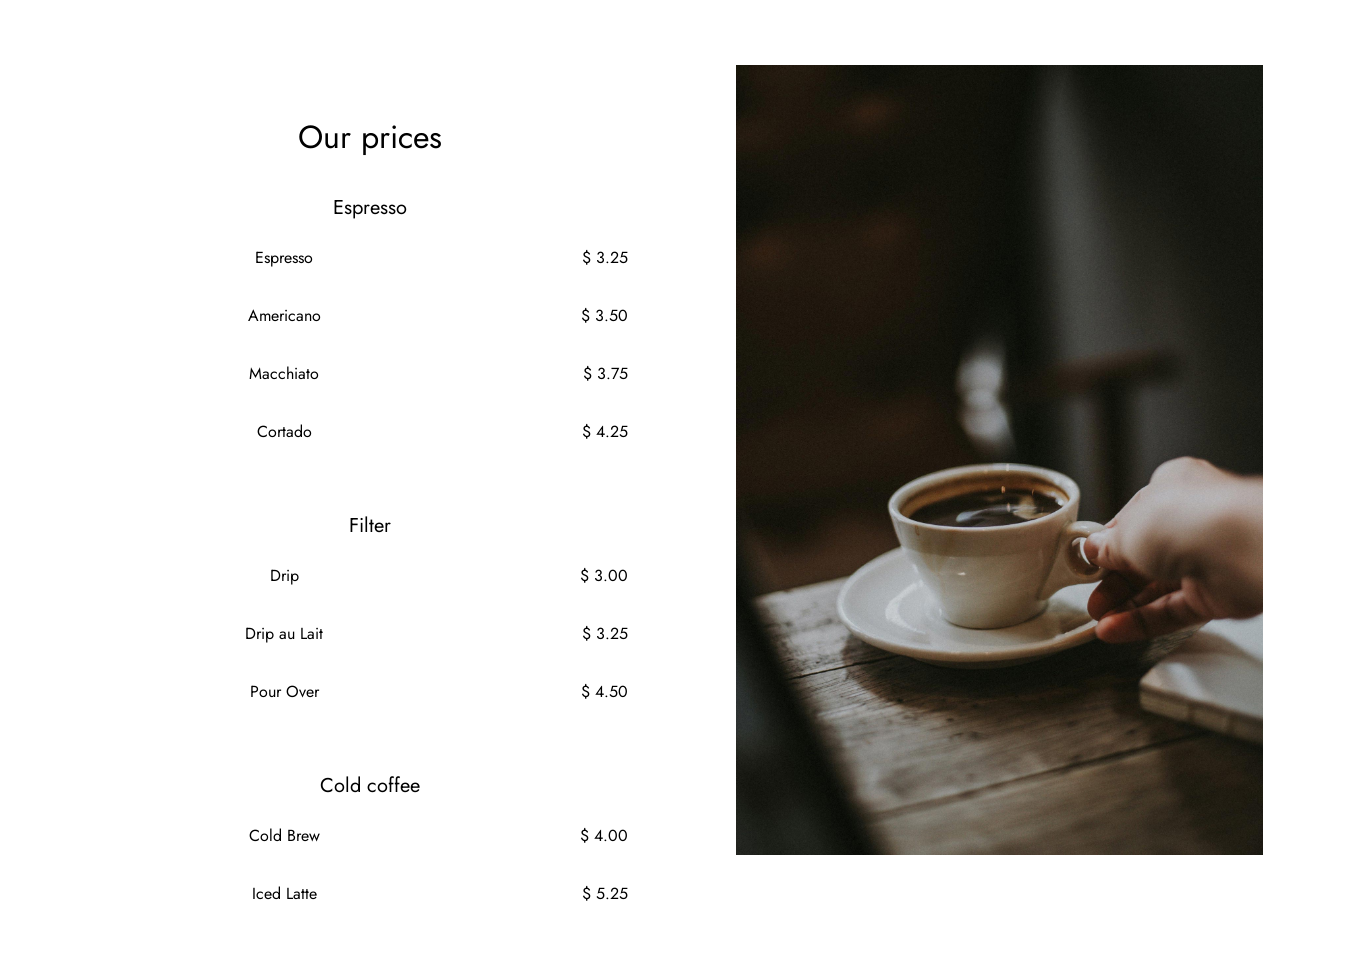 Our prices
Espresso
Espresso $ 3.25
Americano $ 3.50
Macchiato $ 3.75
Cortado $ 4.25
Filter
Drip $ 3.00
Drip au Lait $ 3.25
Pour Over $ 4.50
Cold coffee
Cold Brew $ 4.00
Iced Latte $ 5.25